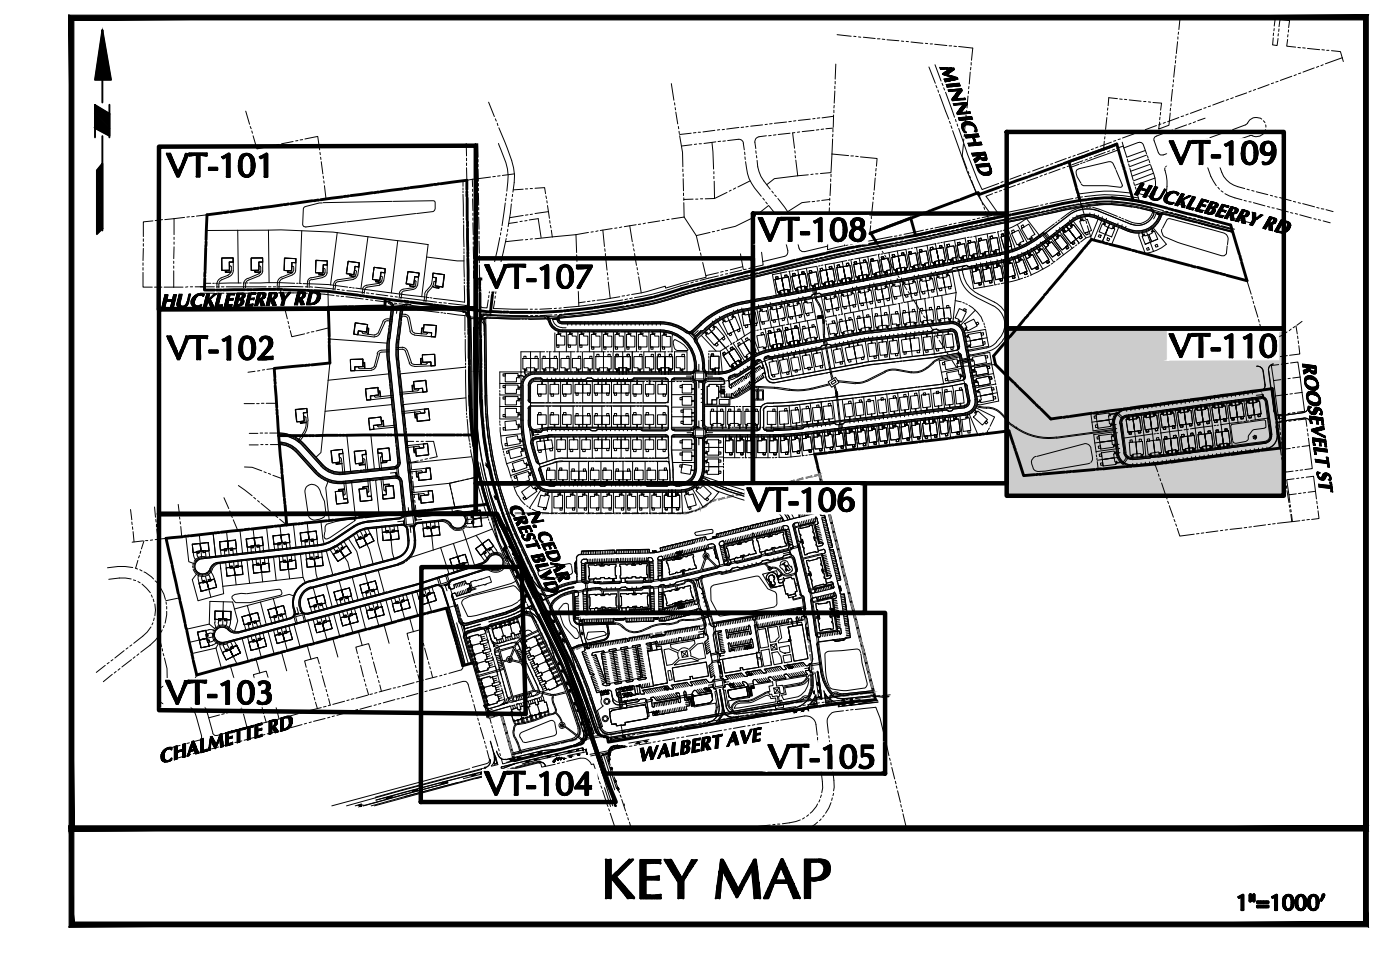 MINNICH RD
VT-109
VT-101
HUCKLEBERRY RD
VT-108
VT-107
HUCKLEBERRY RD
VT-102
VT-110
ROOSEVELT ST
VT-106
N. CEDAR
CREST BLVD
VT-103
CHALMETTE RD
WALBERT AVE
VT-105
VT-104
KEY MAP
1"=1000'